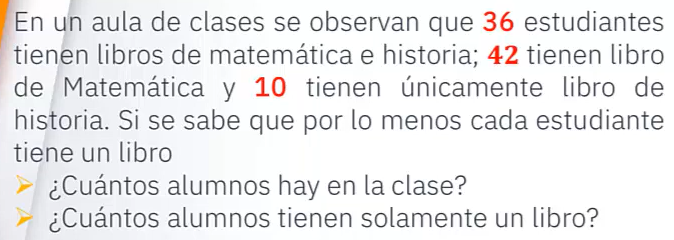 En un aula de clases se observan que 36 estudiantes
tienen libros de matemática e historia; 42 tienen libro
de Matemática y 10 tienen únicamente libro de
historia. Si se sabe que por lo menos cada estudiante
tiene un libro
¿Cuántos alumnos hay en la clase?
¿Cuántos alumnos tienen solamente un libro?